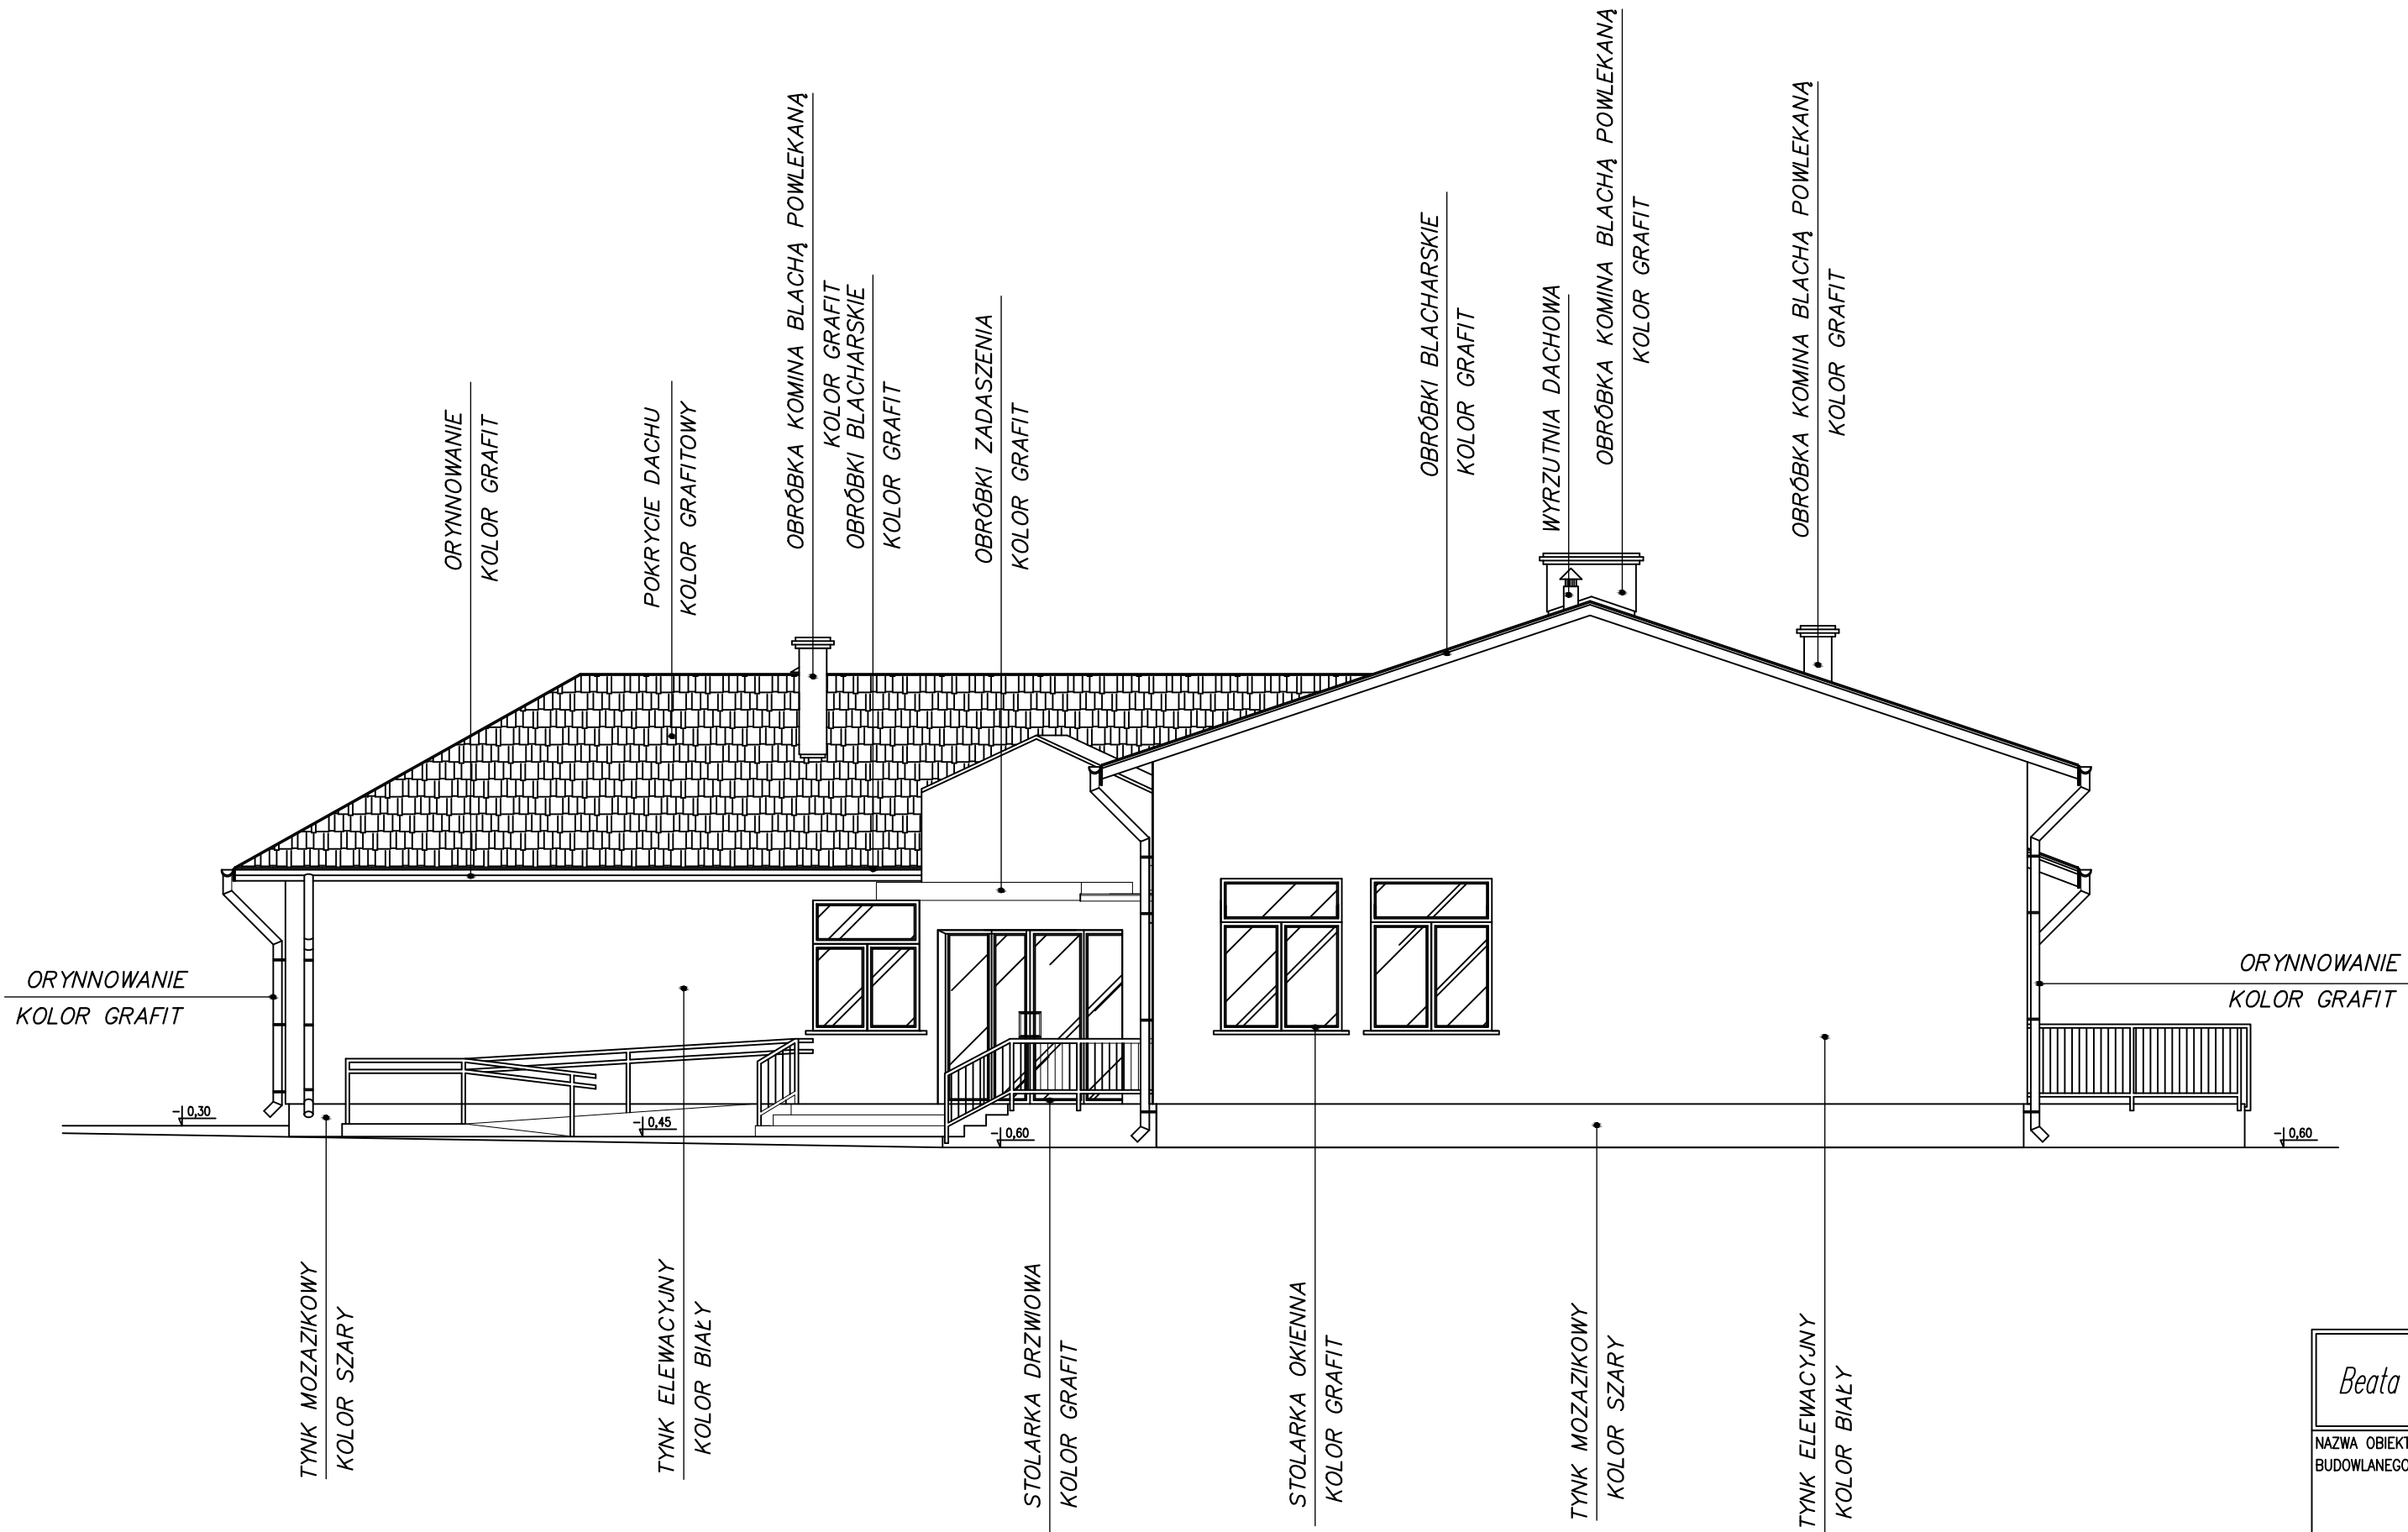 ORYNNOWANIE
KOLOR GRAFIT
POKRYCIE DACHU
KOLOR GRAFITOWY
OBRÓBKA KOMINA BLACHĄ POWLEKANĄ
KOLOR GRAFIT
OBRÓBKI BLACHARSKIE
KOLOR GRAFIT
OBRÓBKI ZADASZENIA
KOLOR GRAFIT
OBRÓBKI BLACHARSKIE
KOLOR GRAFIT
WYRZUTNIA DACHOWA
OBRÓBKA KOMINA BLACHĄ POWLEKANĄ
KOLOR GRAFIT
OBRÓBKA KOMINA BLACHĄ POWLEKANĄ
KOLOR GRAFIT
ORYNNOWANIE
KOLOR GRAFIT
ORYNNOWANIE
KOLOR GRAFIT
- 0,30
- 0,45
- 0,60
- 0,60
TYNK MOZAZIKOWY
KOLOR SZARY
TYNK ELEWACYJNY
KOLOR BIAŁY
STOLARKA DRZWIOWA
KOLOR GRAFIT
STOLARKA OKIENNA
KOLOR GRAFIT
TYNK MOZAZIKOWY
KOLOR SZARY
TYNK ELEWACYJNY
KOLOR BIAŁY
Beata
NAZWA OBIEKT
BUDOWLANEGO